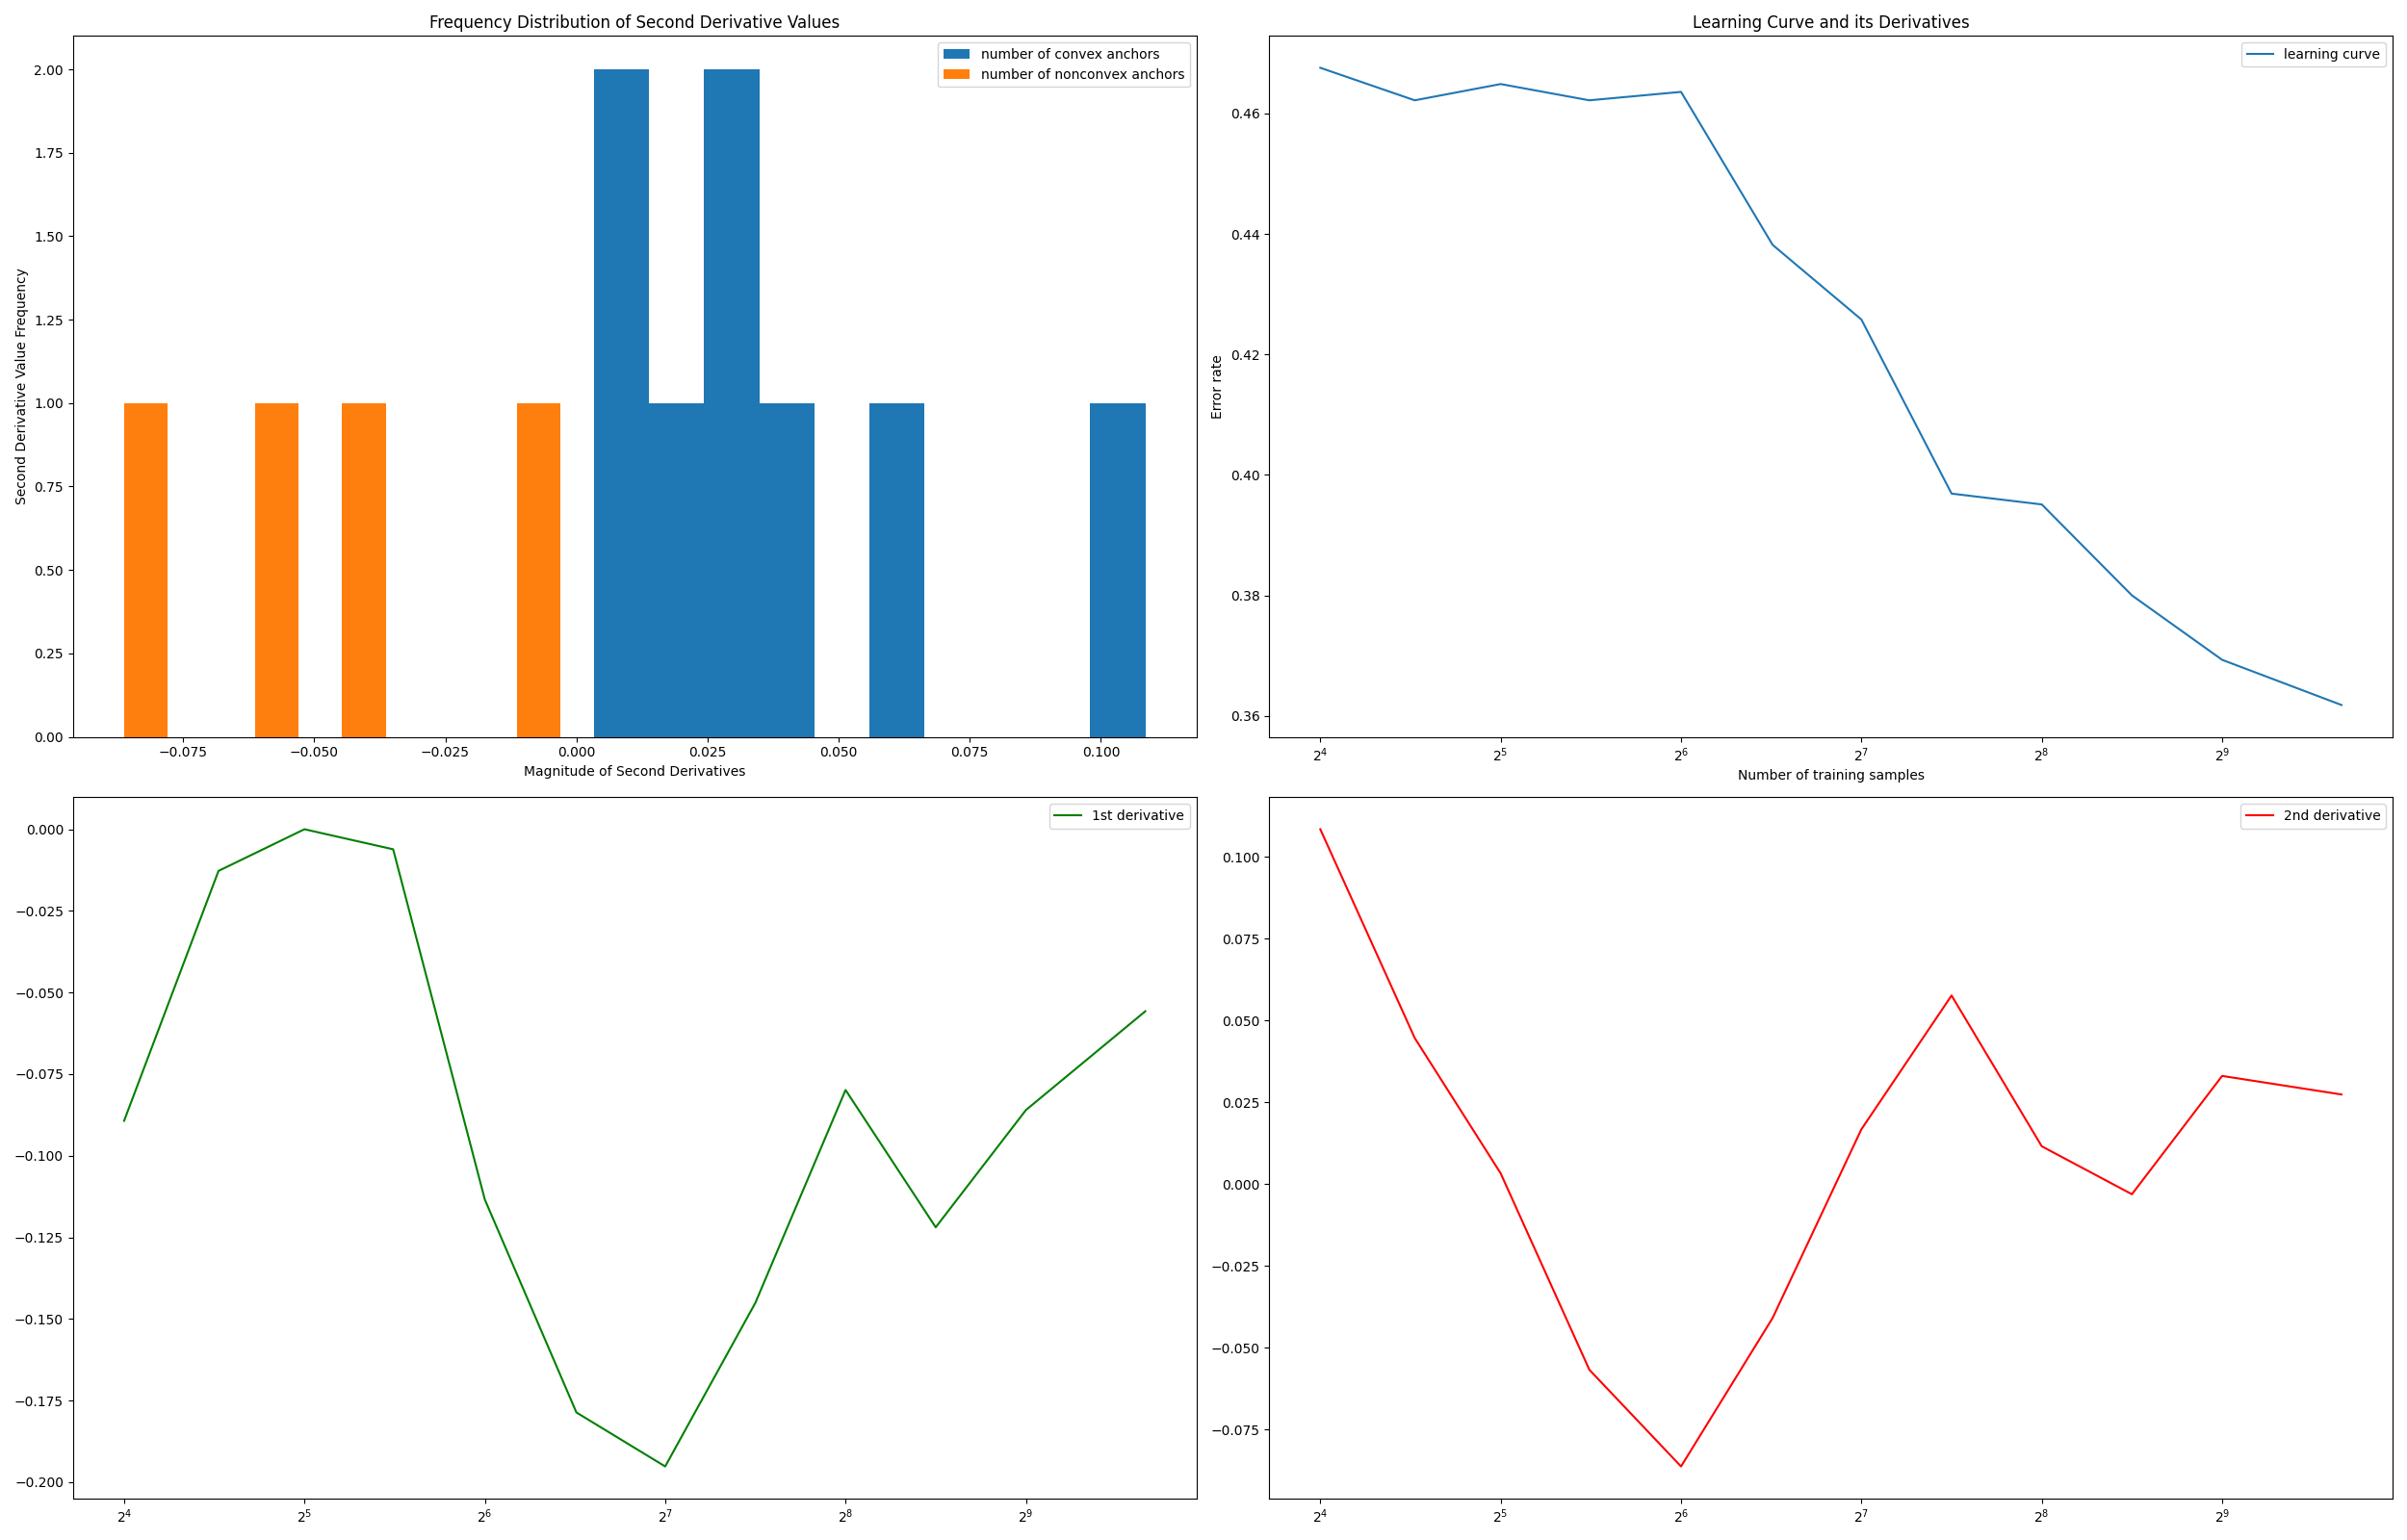 Frequency Distribution of Second Derivative Values
number of convex anchors
number of nonconvex anchors
Second Derivative Value Frequency
2.00
1.75
1.50
1.25
1.00
0.75
0.50
0.25
0.00
−0.075 −0.050 −0.025 0.000 0.025 0.050 0.075 0.100
Magnitude of Second Derivatives
Learning Curve and its Derivatives
learning curve
Error rate
0.46
0.44
0.42
0.40
0.38
0.36
2⁴ 2⁵ 2⁶ 2⁷ 2⁸ 2⁹
Number of training samples
1st derivative
0.000
−0.025
−0.050
−0.075
−0.100
−0.125
−0.150
−0.175
−0.200
2⁴ 2⁵ 2⁶ 2⁷ 2⁸ 2⁹
2nd derivative
0.100
0.075
0.050
0.025
0.000
−0.025
−0.050
−0.075
2⁴ 2⁵ 2⁶ 2⁷ 2⁸ 2⁹